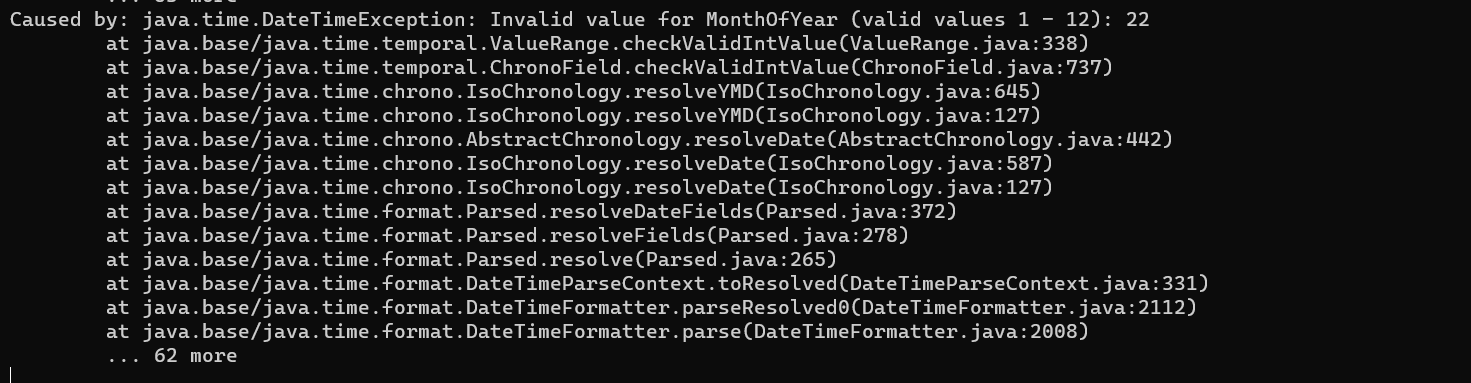 ... 63 more
Caused by: java.time.DateTimeException: Invalid value for MonthOfYear (valid values 1 - 12): 22
at java.base/java.time.temporal.ValueRange.checkValidIntValue(ValueRange.java:338)
at java.base/java.time.temporal.ChronoField.checkValidIntValue(ChronoField.java:737)
at java.base/java.time.chrono.IsoChronology.resolveYMD(IsoChronology.java:645)
at java.base/java.time.chrono.IsoChronology.resolveYMD(IsoChronology.java:127)
at java.base/java.time.chrono.AbstractChronology.resolveDate(AbstractChronology.java:442)
at java.base/java.time.chrono.IsoChronology.resolveDate(IsoChronology.java:587)
at java.base/java.time.chrono.IsoChronology.resolveDate(IsoChronology.java:127)
at java.base/java.time.format.Parsed.resolveDateFields(Parsed.java:372)
at java.base/java.time.format.Parsed.resolveFields(Parsed.java:278)
at java.base/java.time.format.Parsed.resolve(Parsed.java:265)
at java.base/java.time.format.DateTimeParseContext.toResolved(DateTimeParseContext.java:331)
at java.base/java.time.format.DateTimeFormatter.parseResolved0(DateTimeFormatter.java:2112)
at java.base/java.time.format.DateTimeFormatter.parse(DateTimeFormatter.java:2008)
... 62 more